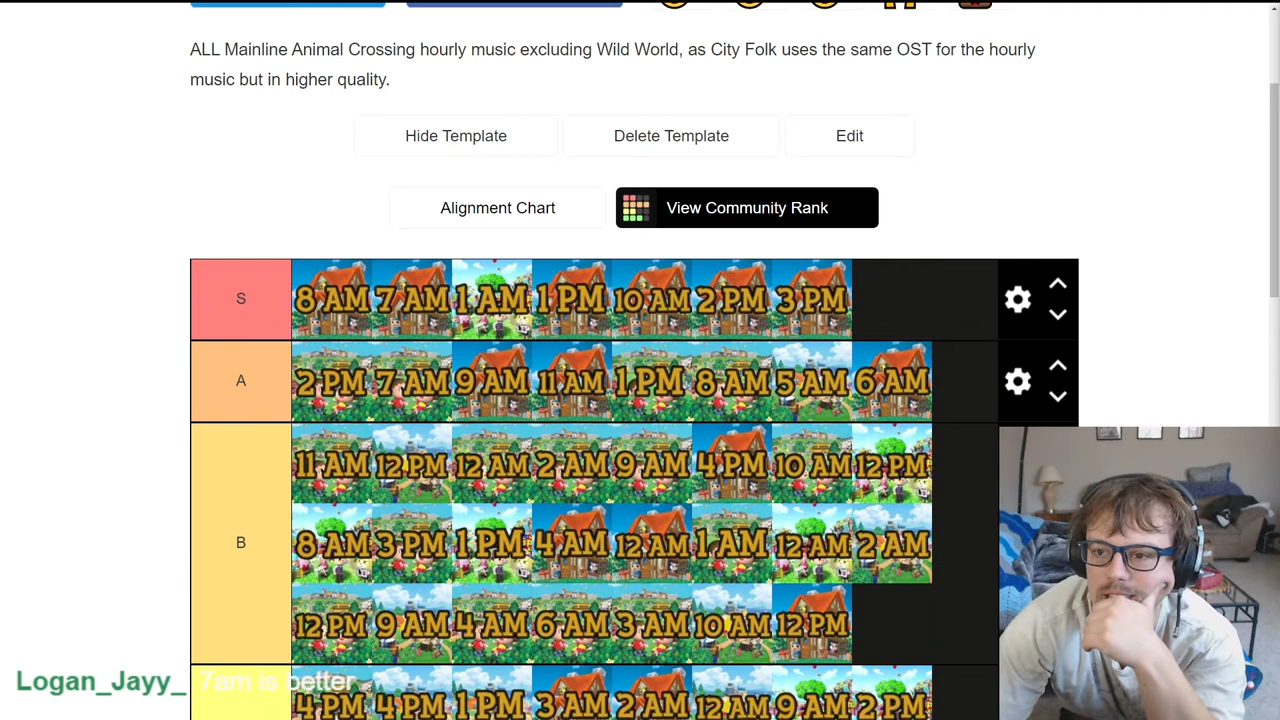 ALL Mainline Animal Crossing hourly music excluding Wild World, as City Folk uses the same OST for the hourly
music but in higher quality.
Hide Template
Delete Template
Edit
Alignment Chart
View Community Rank
S
8 AM 7 AM 1 AM 1 PM 10 AM 2 PM 3 PM
A
2 PM 7 AM 9 AM 11 AM 1 PM 8 AM 5 AM 6 AM
B
11 AM 12 PM 12 AM 2 AM 9 AM 4 PM 10 AM 12 PM
8 AM 3 PM 1 PM 4 AM 12 AM 1 AM 12 AM 2 AM
12 PM 9 AM 4 AM 6 AM 3 AM 10 AM 12 PM
4 PM 4 PM 1 PM 3 AM 2 AM 12 AM 9 AM 2 PM
Logan_Jayy_ 7am is better